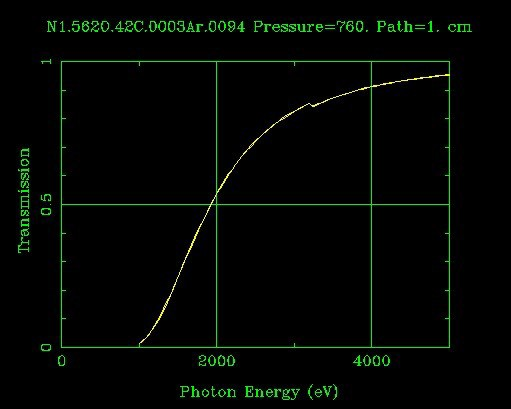 N1.562O.42C.0003Ar.0094 Pressure=760. Path=1. cm
1
0.5
0
Transmission
0
2000
4000
Photon Energy (eV)